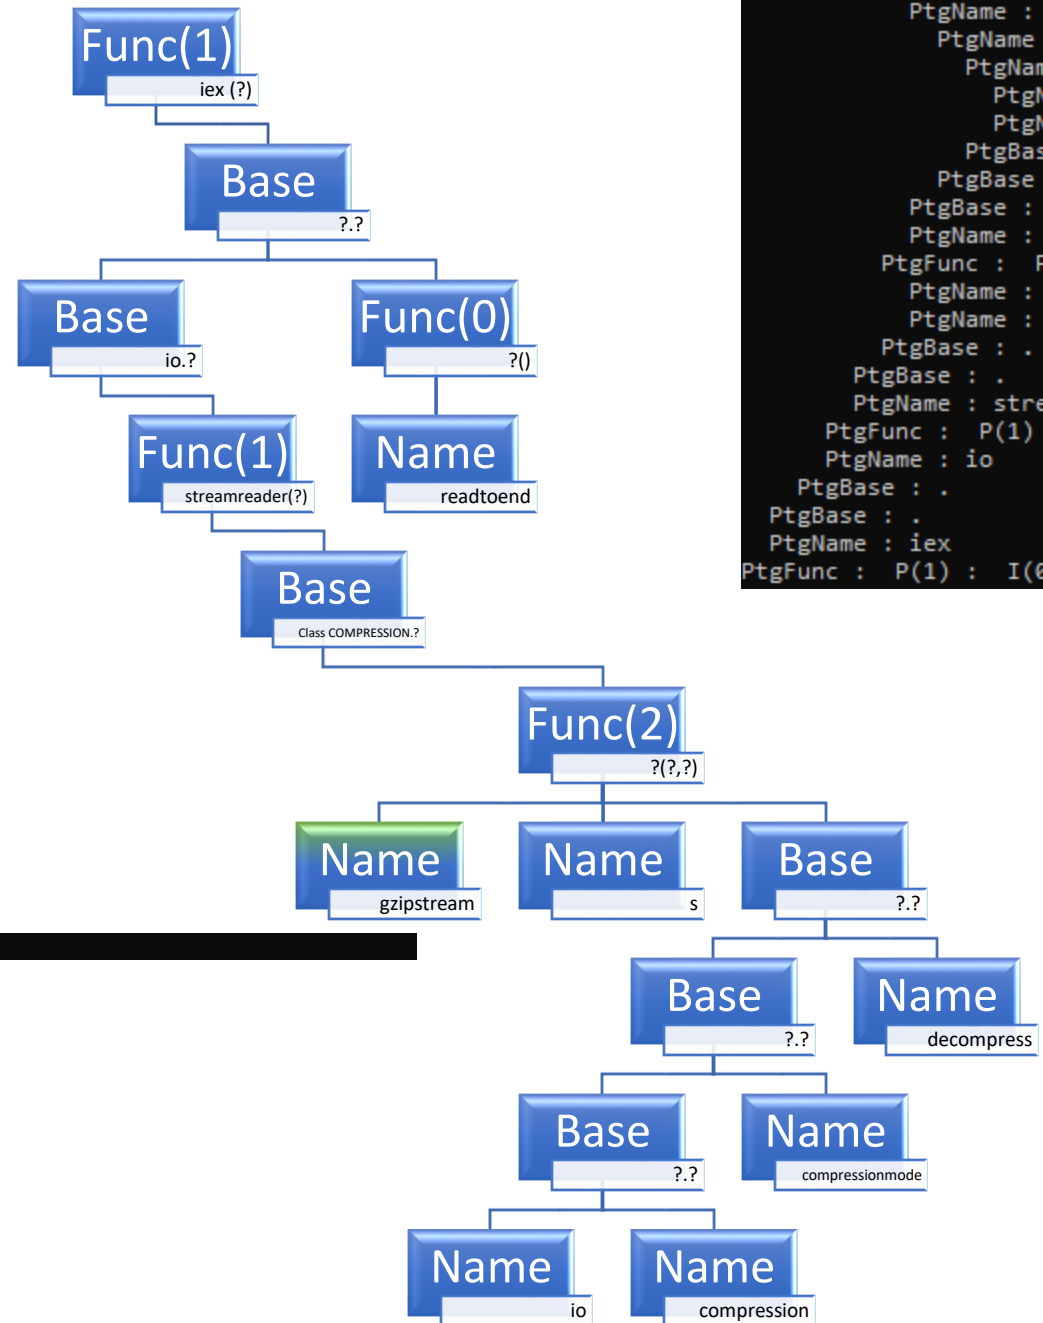 Func(1)
iex (?)
Base
?.?
Base
io.?
Func(0)
?()
Func(1)
streamreader(?)
Name
readtoend
Base
Class COMPRESSION.?
Func(2)
?(?,?)
Name
gzipstream
Name
s
Base
?.?
Base
?.?
Name
decompress
Base
?.?
Name
compressionmode
Name
io
Name
compression
PtgName :
PtgName
PtgBase
PtgBase :
PtgName :
PtgFunc :
PtgName :
PtgName :
PtgBase : .
PtgBase : .
PtgName :
PtgFunc : P(1)
PtgName : io
PtgBase : .
PtgBase : .
PtgName : iex
PtgFunc : P(1) :